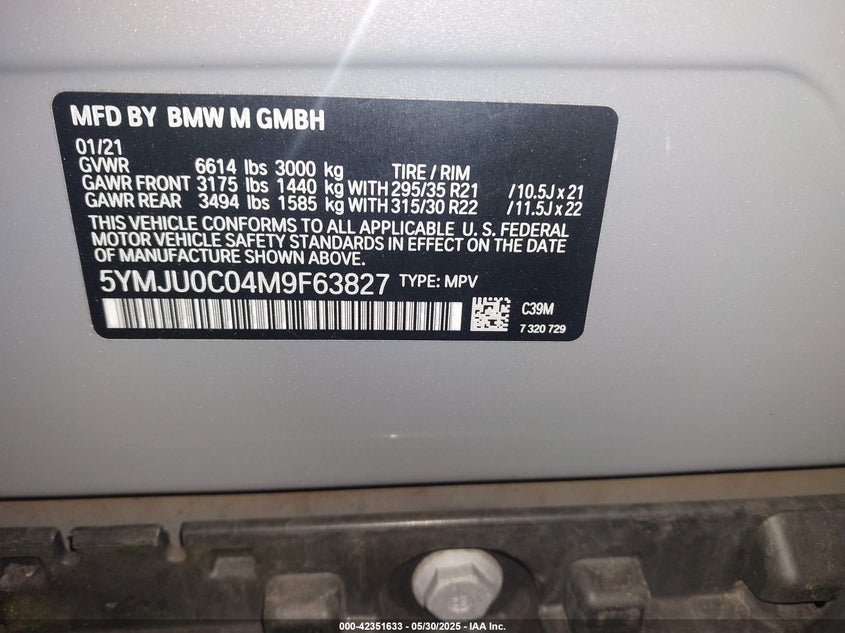 MFD BY BMW M GMBH
01/21
GVWR 6614 lbs 3000 kg TIRE / RIM
GAWR FRONT 3175 lbs 1440 kg WITH 295/35 R21 /10.5J x 21
GAWR REAR 3494 lbs 1585 kg WITH 315/30 R22 /11.5J x 22
THIS VEHICLE CONFORMS TO ALL APPLICABLE U. S. FEDERAL
MOTOR VEHICLE SAFETY STANDARDS IN EFFECT ON THE DATE
OF MANUFACTURE SHOWN ABOVE.
5YMJU0C04M9F63827 TYPE: MPV
C39M
7 320 729
000-42351633 — 05/30/2025 — IAA Inc.